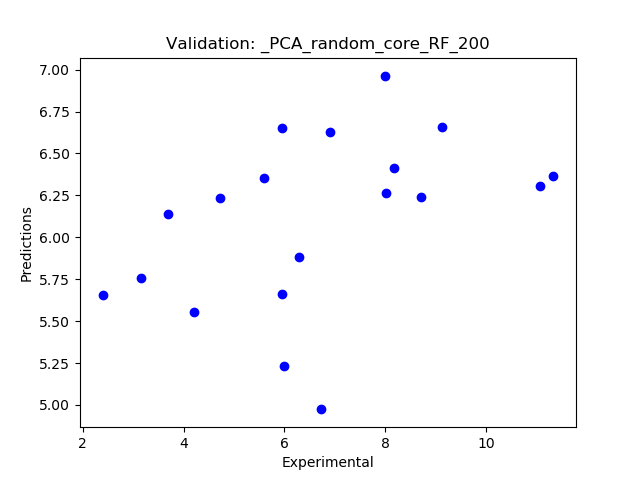 Validation: _PCA_random_core_RF_200
7.00
6.75
6.50
6.25
6.00
5.75
5.50
5.25
5.00
Predictions
2 4 6 8 10
Experimental